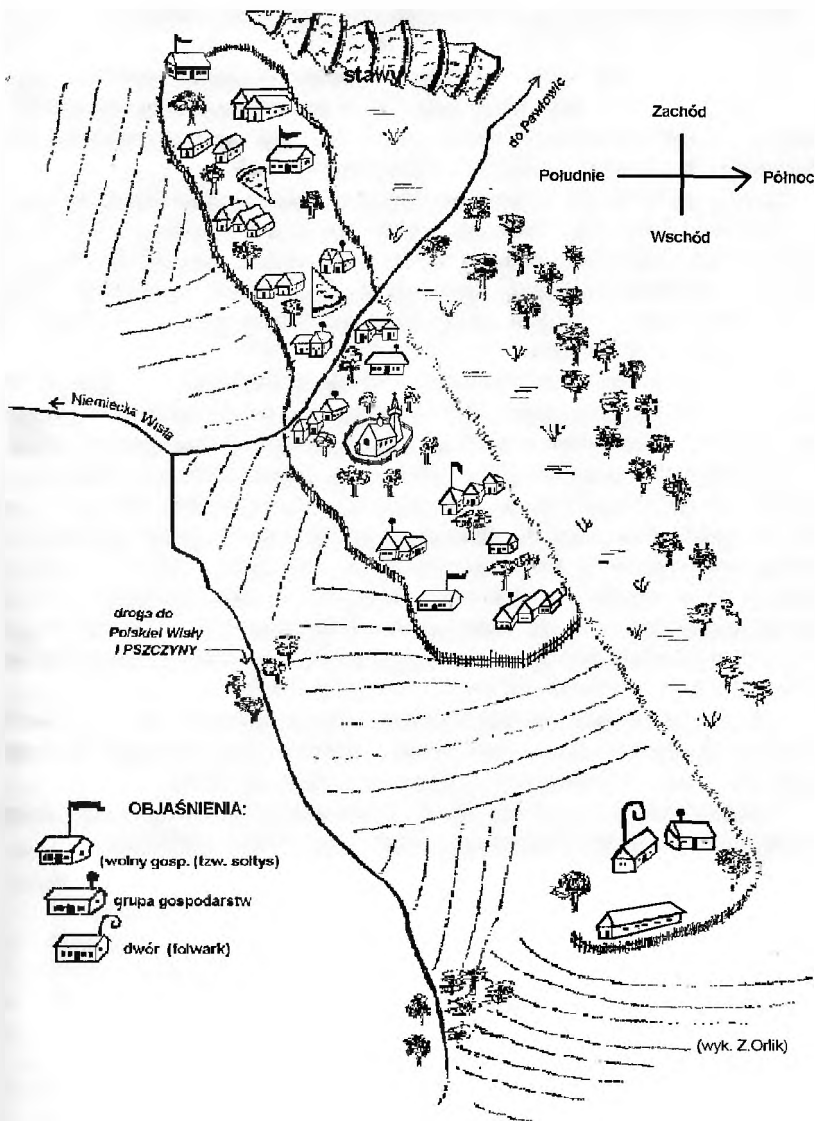 stawy
do Pawłowic
Zachód
Południe
Północ
Wschód
Niemiecka Wisła
droga do
Polskiej Wisły
I PSZCZYNY
OBJAŚNIENIA:
(wolny gosp. (tzw. sołtys)
grupa gospodarstw
dwór (folwark)
(wyk. Z.Orlik)